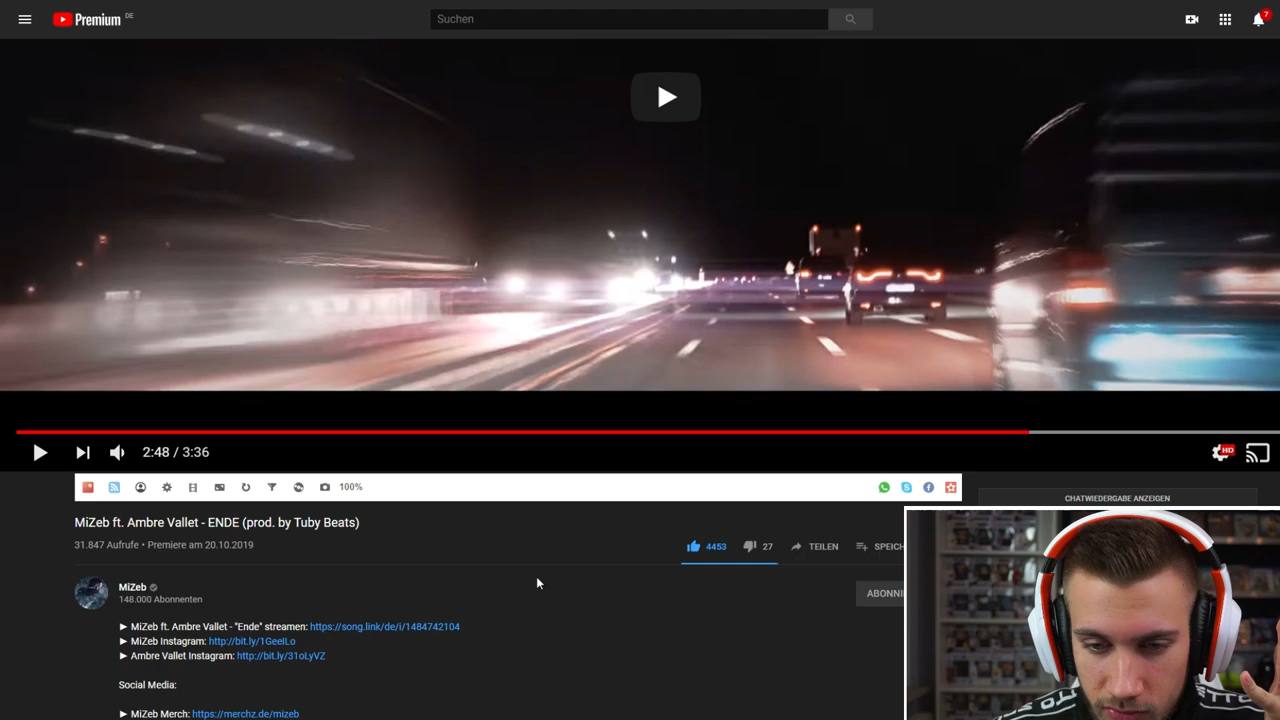 Premium DE
Suchen
7
2:48 / 3:36
HD
100%
CHATWIEDERGABE ANZEIGEN
MiZeb ft. Ambre Vallet - ENDE (prod. by Tuby Beats)
31.847 Aufrufe • Premiere am 20.10.2019
4453
27
TEILEN
SPEICH
MiZeb
148.000 Abonnenten
ABONNI
► MiZeb ft. Ambre Vallet - "Ende" streamen: https://song.link/de/i/1484742104
► MiZeb Instagram: http://bit.ly/1GeeILo
► Ambre Vallet Instagram: http://bit.ly/31oLyVZ
Social Media:
► MiZeb Merch: https://merchz.de/mizeb